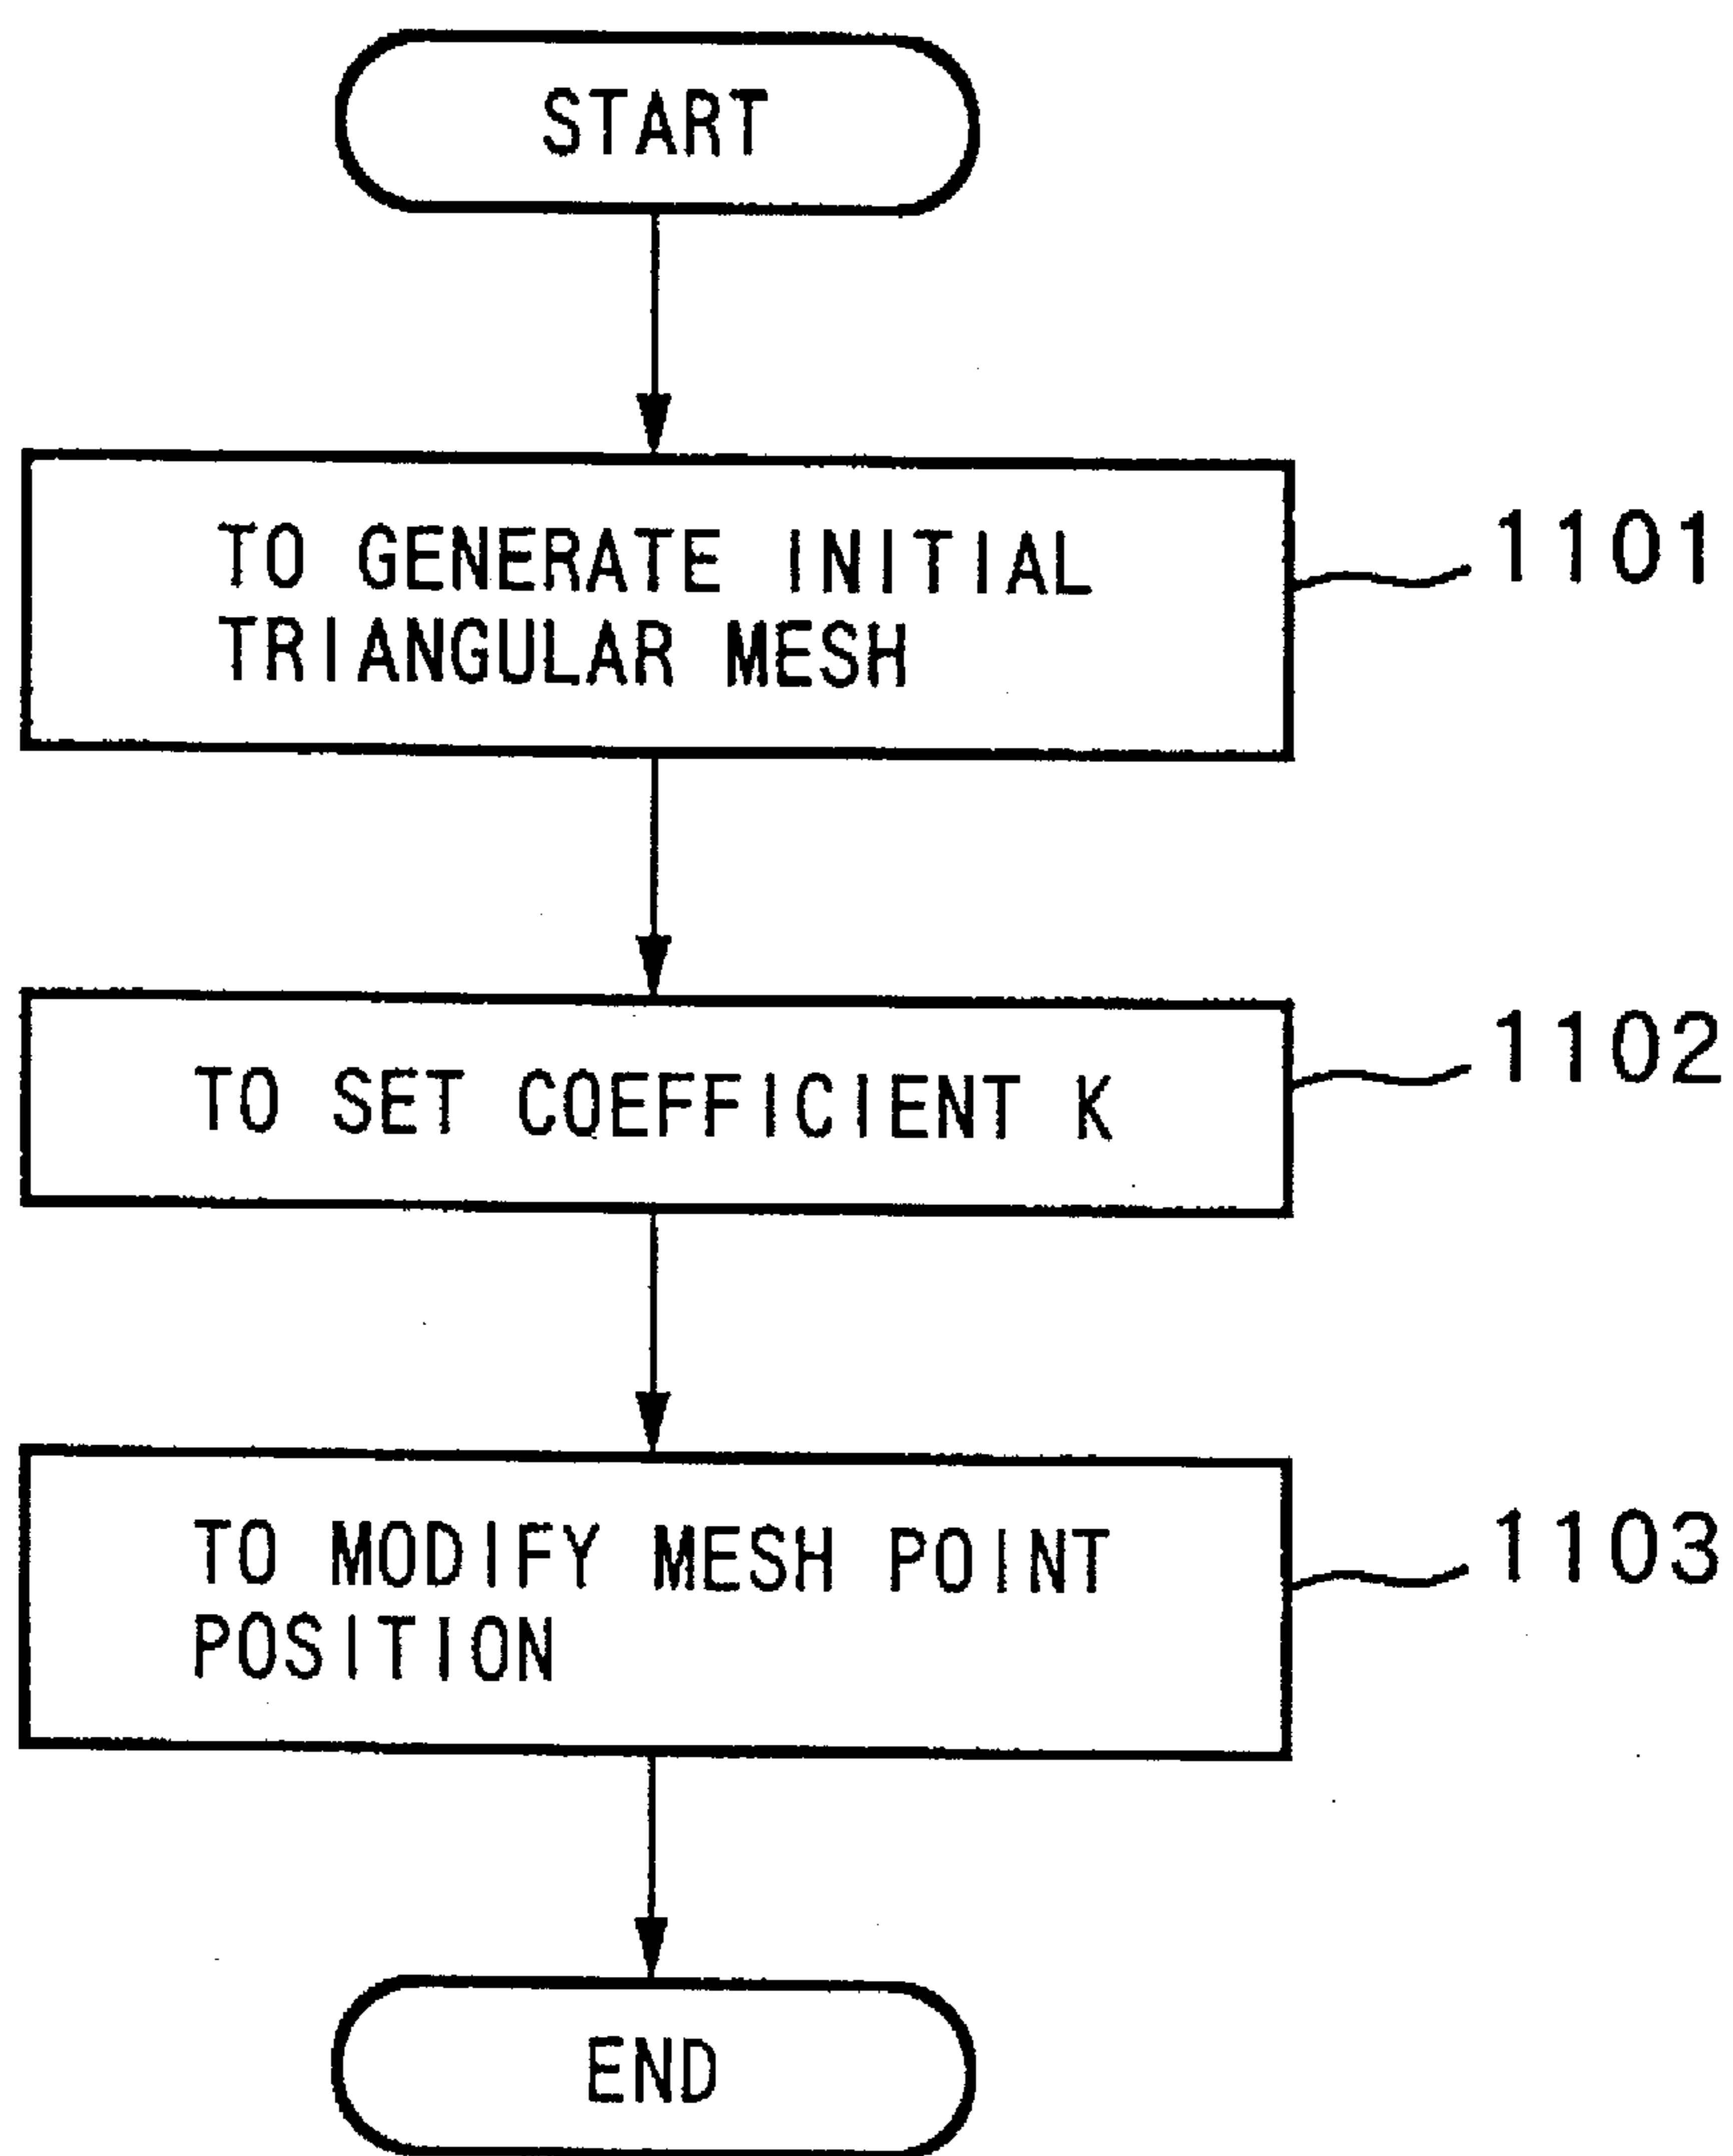 START
TO GENERATE INITIAL
TRIANGULAR MESH
1101
TO SET COEFFICIENT K
1102
TO MODIFY MESH POINT
POSITION
1103
END